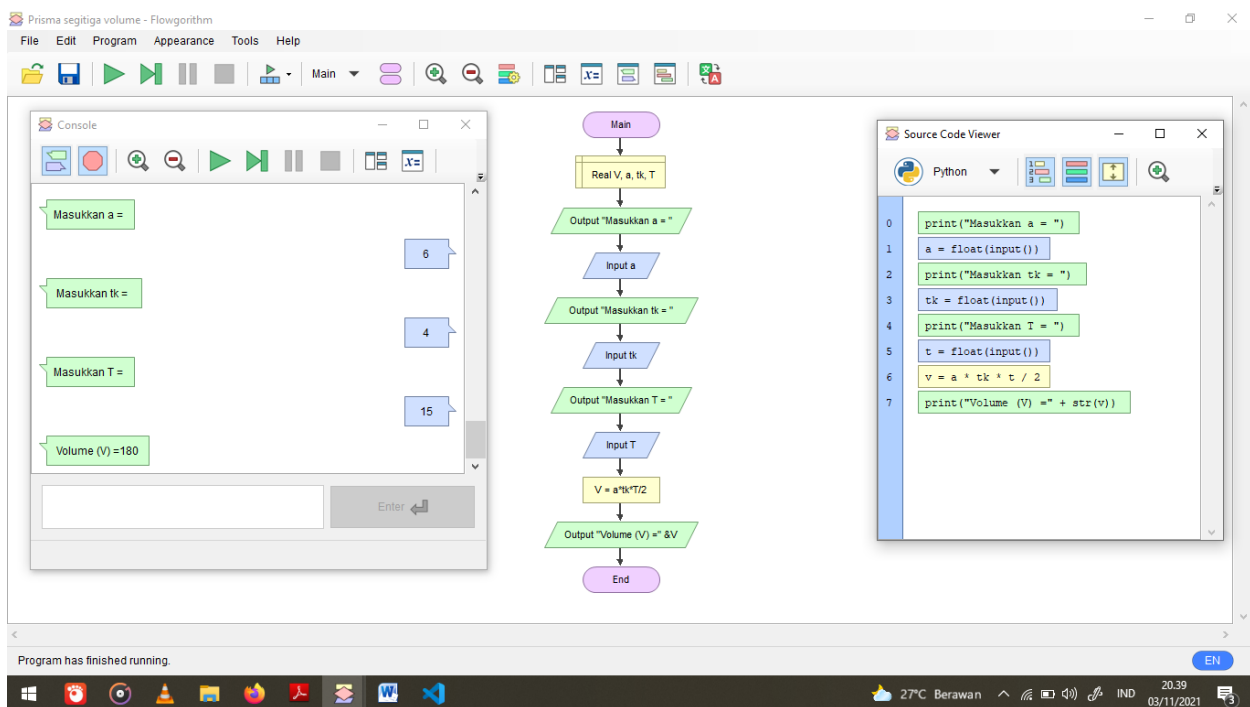 Prisma segitiga volume - Flowgorithm
File Edit Program Appearance Tools Help
Main
x=
Console
x=
Masukkan a =
6
Masukkan tk =
4
Masukkan T =
15
Volume (V) =180
Enter
Main
Real V, a, tk, T
Output "Masukkan a = "
Input a
Output "Masukkan tk = "
Input tk
Output "Masukkan T = "
Input T
V = a*tk*T/2
Output "Volume (V) =" &V
End
Source Code Viewer
Python
0 print("Masukkan a = ")
1 a = float(input())
2 print("Masukkan tk = ")
3 tk = float(input())
4 print("Masukkan T = ")
5 t = float(input())
6 v = a * tk * t / 2
7 print("Volume (V) =" + str(v))
Program has finished running.
EN
27°C Berawan
IND
20.39
03/11/2021
3